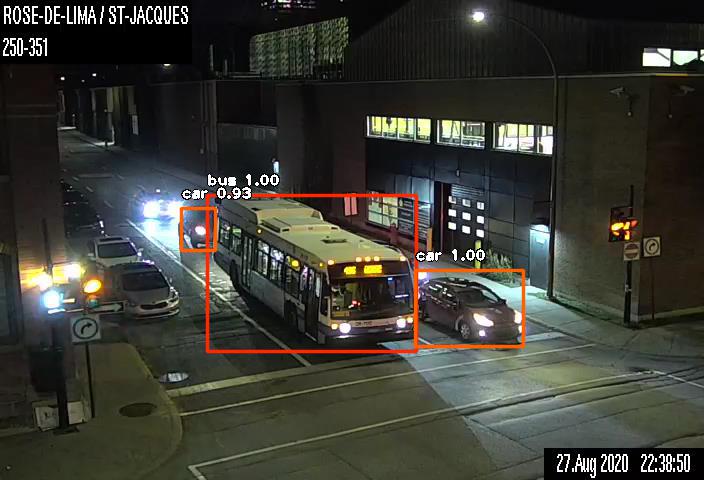 ROSE-DE-LIMA / ST-JACQUES
250-351
bus 1.00
car 0.93
car 1.00
27.Aug 2020 22:38:50